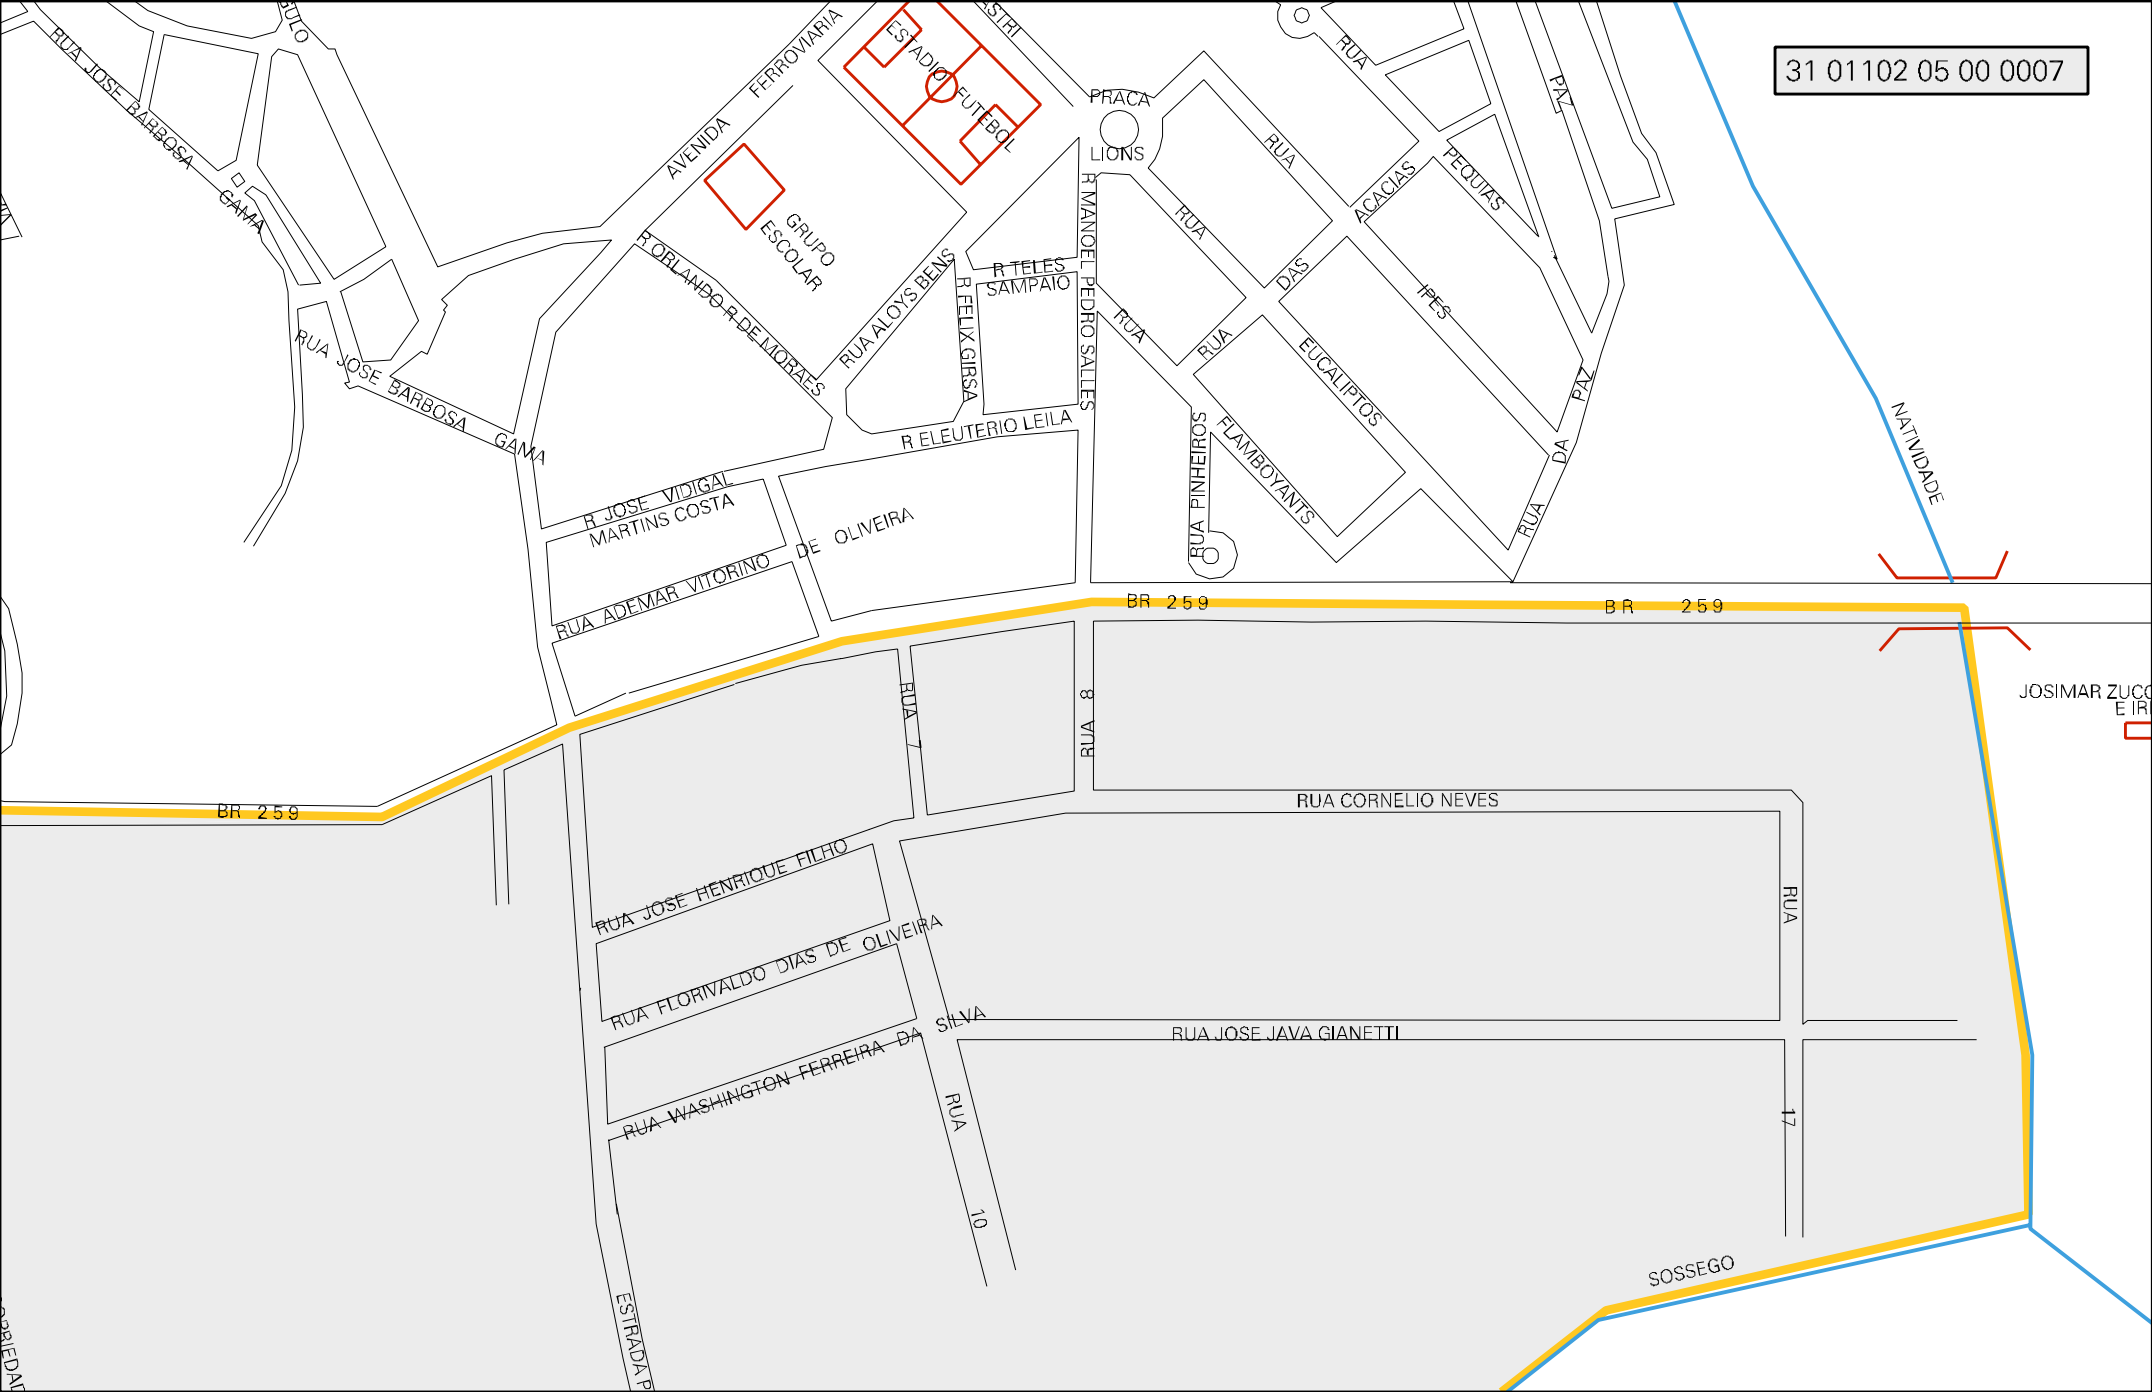 31 01102 05 00 0007
RUA JOSE BARBOSA GAMA
AVENIDA FERROVIARIA
ESTADIO FUTEBOL
PRACA
LIONS
GRUPO
ESCOLAR
RUA
PAZ
RUA
ACACIAS
PEQUIAS
RUA
DAS
IPES
R ORLANDO R DE MORAES
RUA ALOYS BENS
R TELES
SAMPAIO
R FELIX GIRSA
R MANOEL PEDRO SALLES
RUA
RUA
EUCALIPTOS
RUA JOSE BARBOSA GAMA
R ELEUTERIO LEILA
RUA PINHEIROS
FLAMBOYANTS
RUA DA PAZ
NATIVIDADE
R JOSE VIDIGAL
MARTINS COSTA
RUA ADEMAR VITORINO DE OLIVEIRA
BR 259
BR 259
BR 259
JOSIMAR ZUCC
E IRI
RUA 7
RUA 8
RUA CORNELIO NEVES
RUA JOSE HENRIQUE FILHO
RUA FLORIVALDO DIAS DE OLIVEIRA
RUA WASHINGTON FERREIRA DA SILVA
RUA JOSE JAVA GIANETTI
RUA 17
RUA 10
SOSSEGO
ESTRADA P